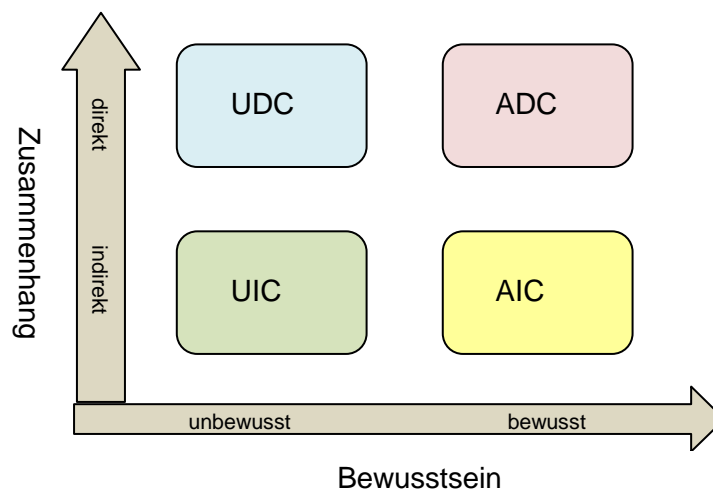 Zusammenhang
direkt
indirekt
UDC
ADC
UIC
AIC
unbewusst
bewusst
Bewusstsein